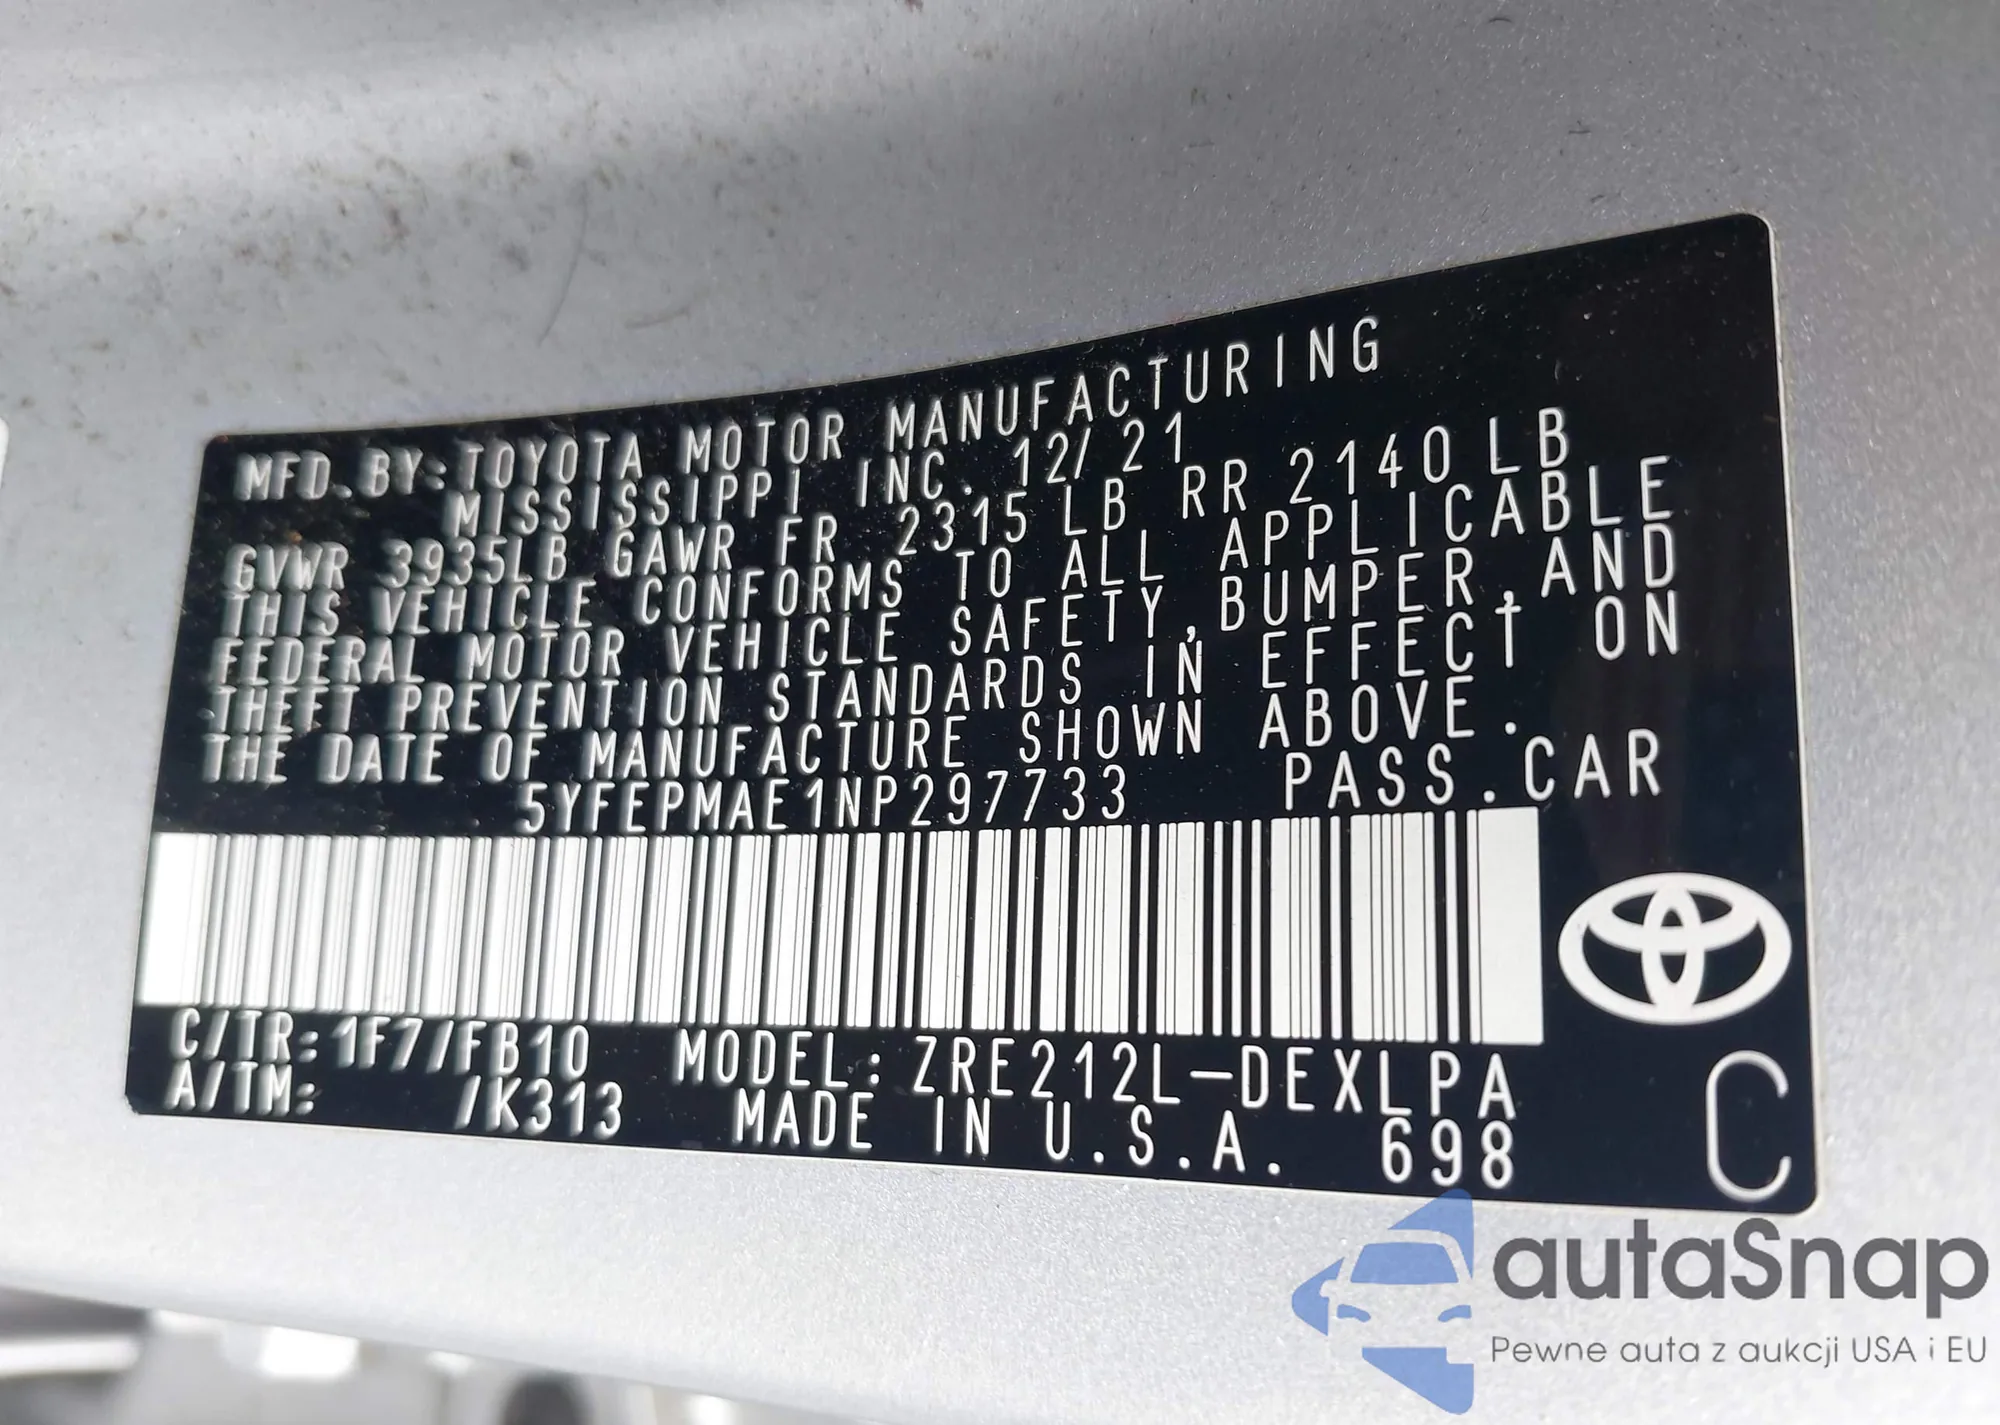 MFD. BY: TOYOTA MOTOR MANUFACTURING
MISSISSIPPI INC. 12/21
GVWR 3935LB GAWR FR 2315 LB RR 2140 LB
THIS VEHICLE CONFORMS TO ALL APPLICABLE
FEDERAL MOTOR VEHICLE SAFETY, BUMPER, AND
THEFT PREVENTION STANDARDS IN EFFECT ON
THE DATE OF MANUFACTURE SHOWN ABOVE.
5YFEPMAE1NP297733 PASS.CAR
C/TR: 1F7/FB10 MODEL: ZRE212L-DEXLPA
A/TM: /K313 MADE IN U.S.A. 698
C
autaSnap
Pewne auta z aukcji USA i EU